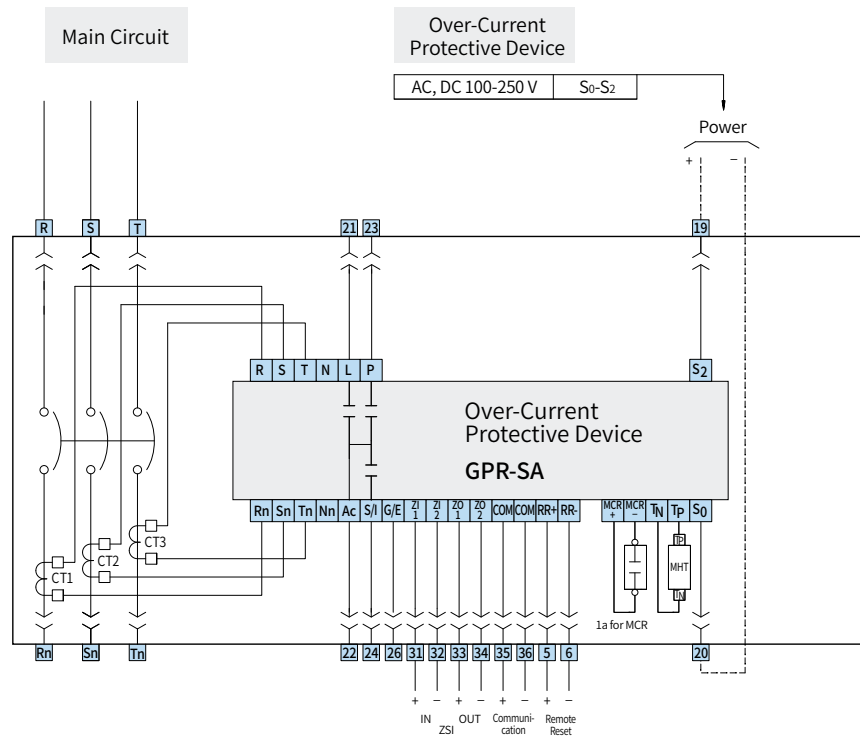 Main Circuit
Over-Current
Protective Device
AC, DC 100-250 V S0-S2
Power
+ −
R S T 21 23 19
R S T N L P S2
Over-Current
Protective Device
GPR-SA
Rn Sn Tn Nn Ac S/I G/E ZI 1 ZI 2 ZO 1 ZO 2 COM COM RR+ RR- MCR + MCR − TN TP S0
CT1 CT2 CT3
TP
MHT
TN
1a for MCR
Rn Sn Tn 22 24 26 31 32 33 34 35 36 5 6 20
+ − + − + − + −
IN OUT
ZSI
Communi-
cation
Remote
Reset